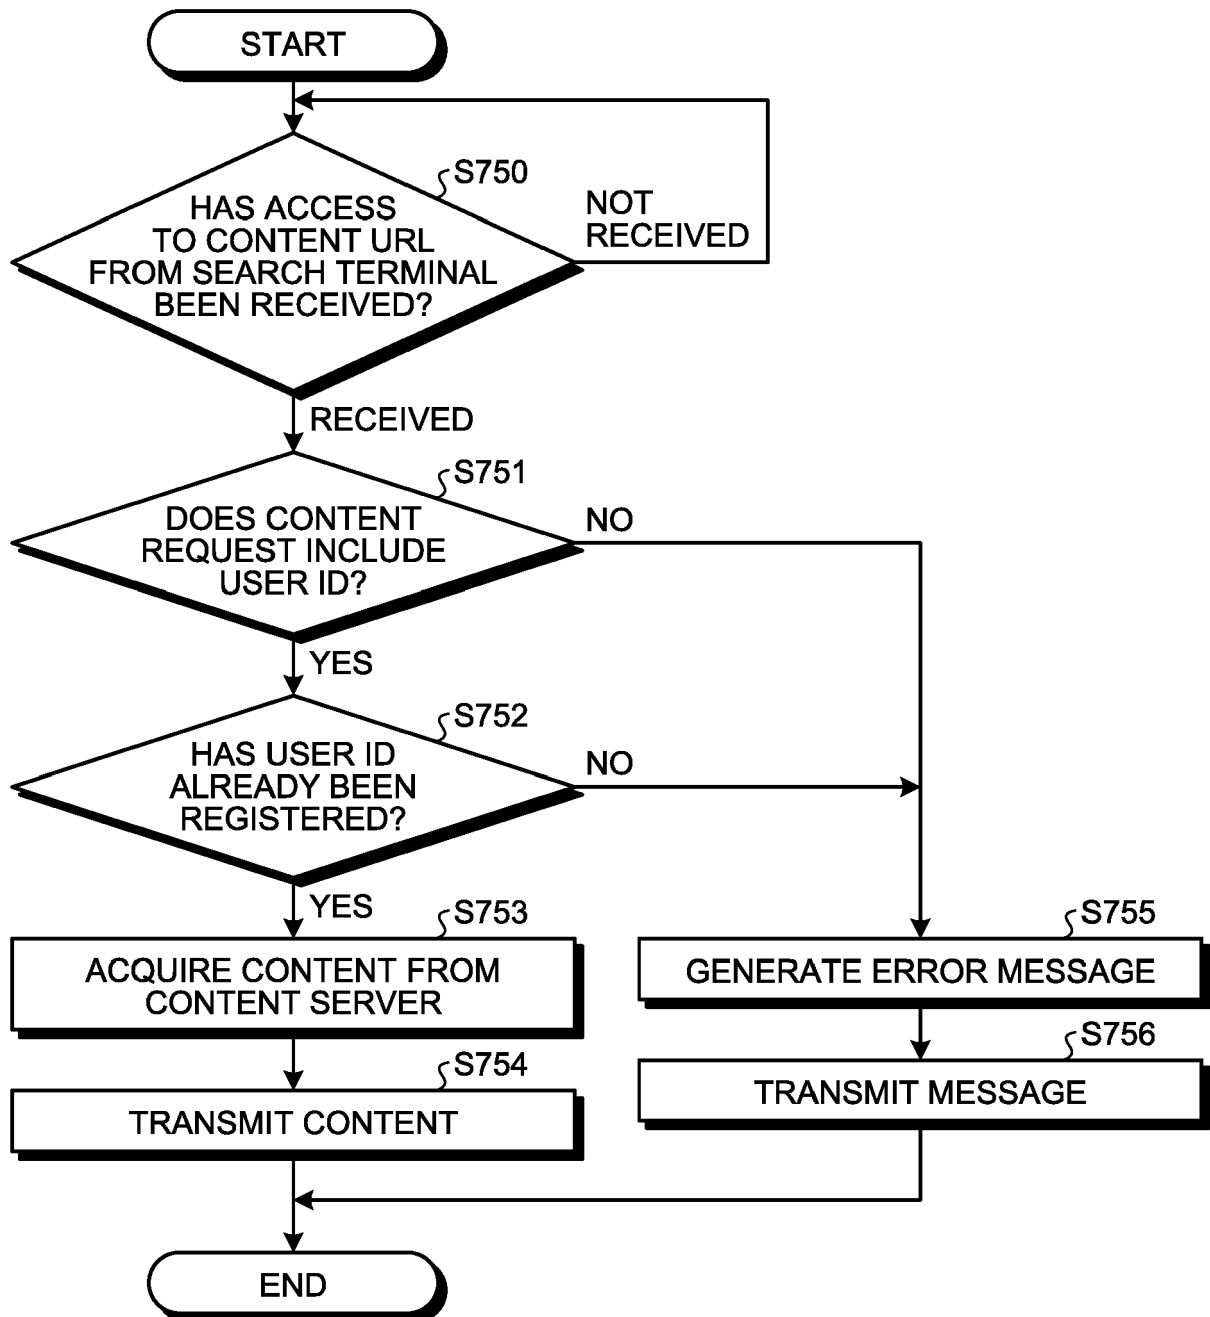 START
S750
HAS ACCESS
TO CONTENT URL
FROM SEARCH TERMINAL
BEEN RECEIVED?
NOT
RECEIVED
RECEIVED
S751
DOES CONTENT
REQUEST INCLUDE
USER ID?
NO
YES
S752
HAS USER ID
ALREADY BEEN
REGISTERED?
NO
YES
S753
ACQUIRE CONTENT FROM
CONTENT SERVER
S755
GENERATE ERROR MESSAGE
S754
TRANSMIT CONTENT
S756
TRANSMIT MESSAGE
END